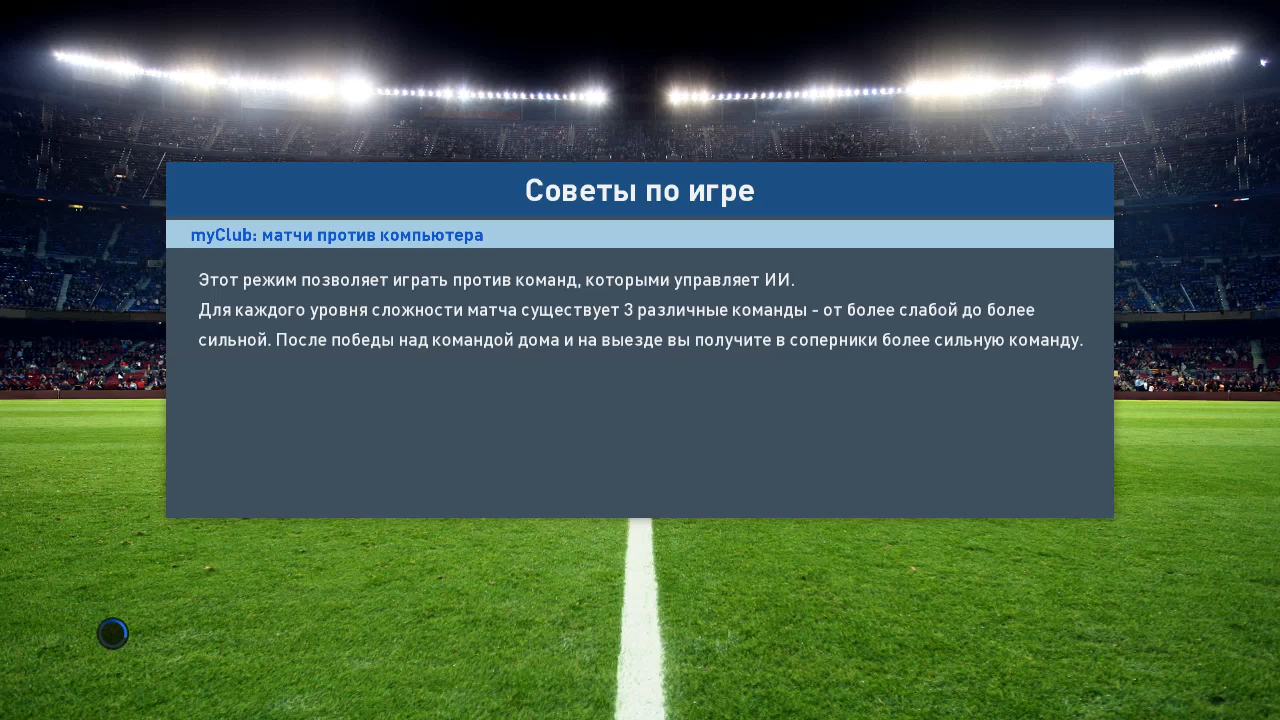 Советы по игре
myClub: матчи против компьютера
Этот режим позволяет играть против команд, которыми управляет ИИ.
Для каждого уровня сложности матча существует 3 различные команды - от более слабой до более
сильной. После победы над командой дома и на выезде вы получите в соперники более сильную команду.